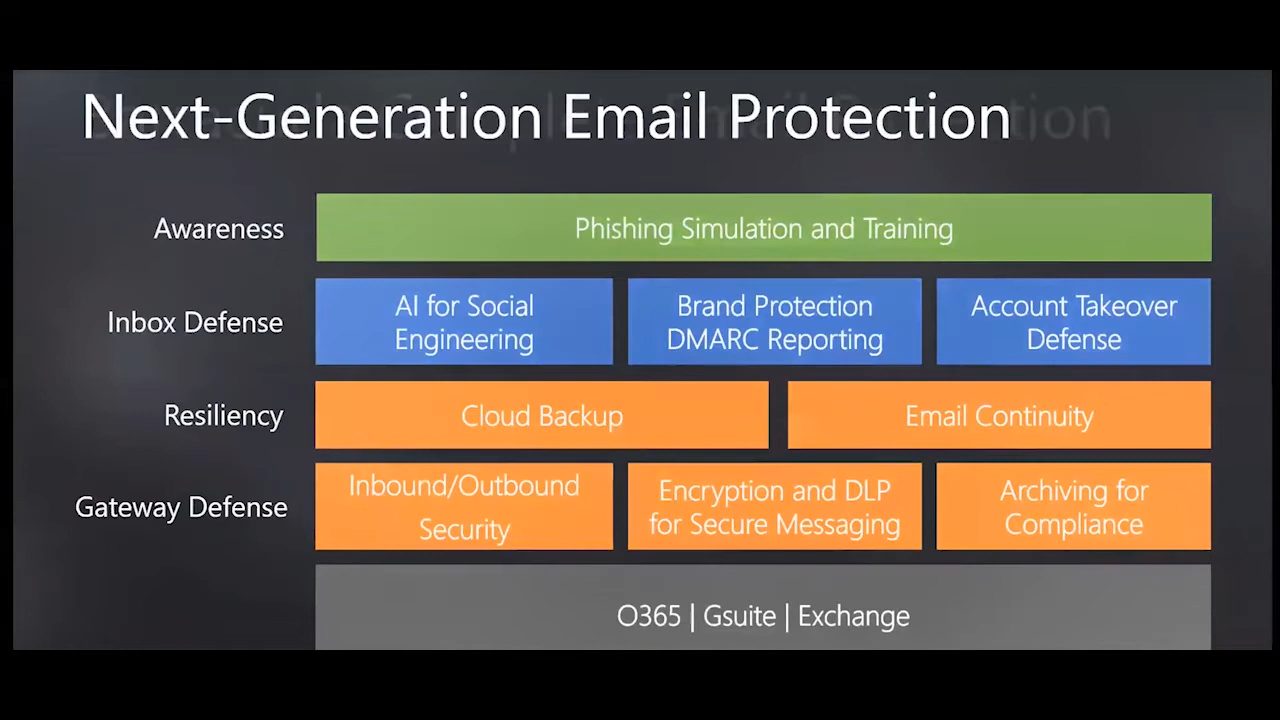 Next-Generation Email Protection
Awareness
Phishing Simulation and Training
Inbox Defense
AI for Social
Engineering
Brand Protection
DMARC Reporting
Account Takeover
Defense
Resiliency
Cloud Backup
Email Continuity
Gateway Defense
Inbound/Outbound
Security
Encryption and DLP
for Secure Messaging
Archiving for
Compliance
O365 | Gsuite | Exchange